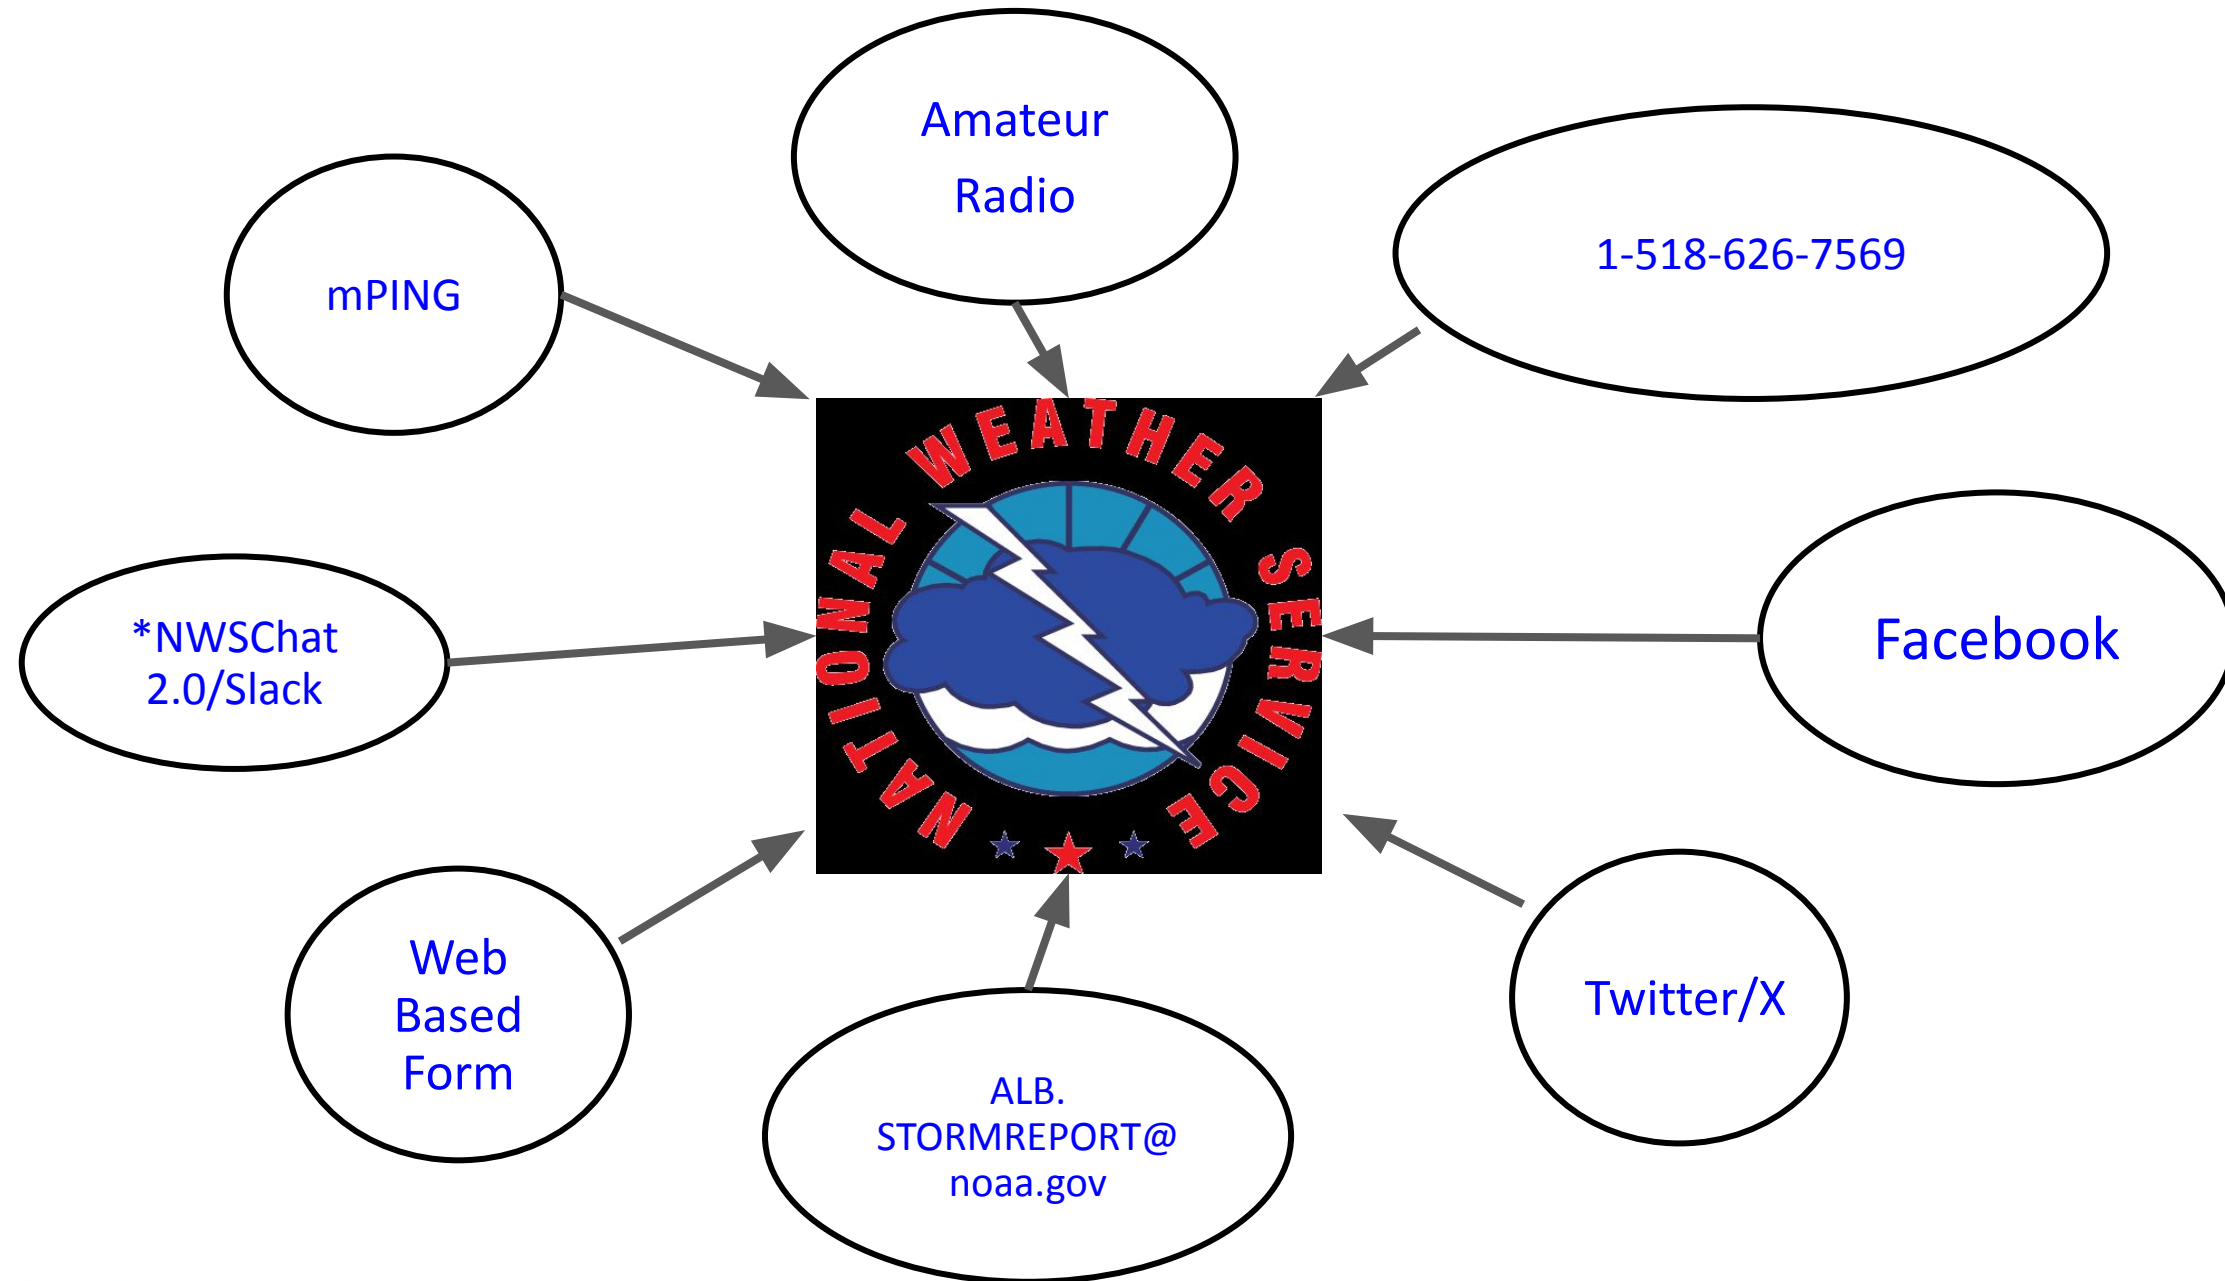 Amateur
Radio
1-518-626-7569
mPING
NATIONAL WEATHER SERVICE
*NWSChat
2.0/Slack
Facebook
Web
Based
Form
Twitter/X
ALB.
STORMREPORT@
noaa.gov